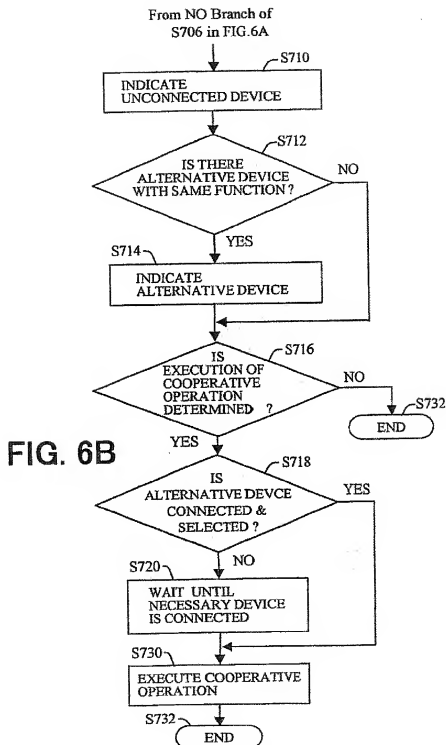 From NO Branch of
S706 in FIG.6A
S710
INDICATE
UNCONNECTED DEVICE
S712
IS THERE
ALTERNATIVE DEVICE
WITH SAME FUNCTION ?
NO
YES
S714
INDICATE
ALTERNATIVE DEVICE
S716
IS
EXECUTION OF
COOPERATIVE
OPERATION
DETERMINED ?
NO
S732
END
YES
FIG. 6B
S718
IS
ALTERNATIVE DEVCE
CONNECTED &
SELECTED ?
YES
NO
S720
WAIT UNTIL
NECESSARY DEVICE
IS CONNECTED
S730
EXECUTE COOPERATIVE
OPERATION
S732
END